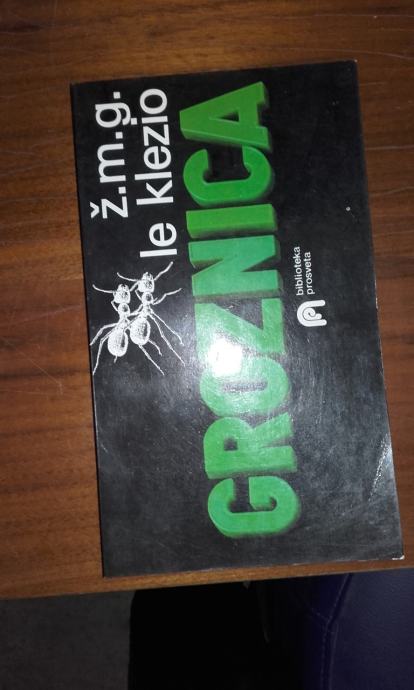 ž.m.g.
le klezio
GROZNICA
biblioteka
prosveta